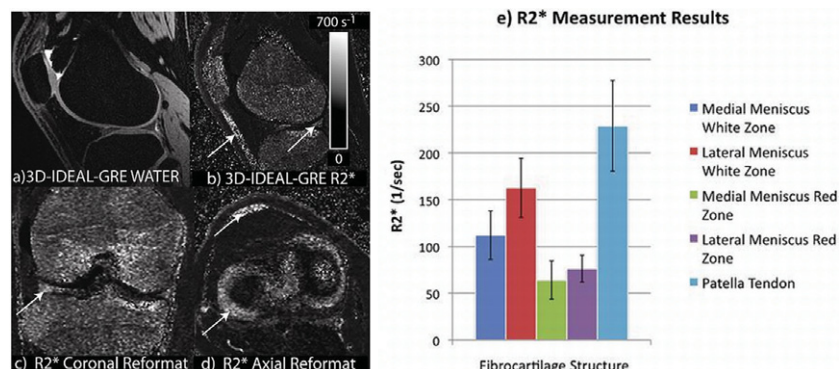 700 s⁻¹
0
a)3D-IDEAL-GRE WATER
b) 3D-IDEAL-GRE R2*
c) R2* Coronal Reformat
d) R2* Axial Reformat
e) R2* Measurement Results
300
250
200
150
100
50
0
R2* (1/sec)
Fibrocartilage Structure
Medial Meniscus
White Zone
Lateral Meniscus
White Zone
Medial Meniscus Red
Zone
Lateral Meniscus Red
Zone
Patella Tendon